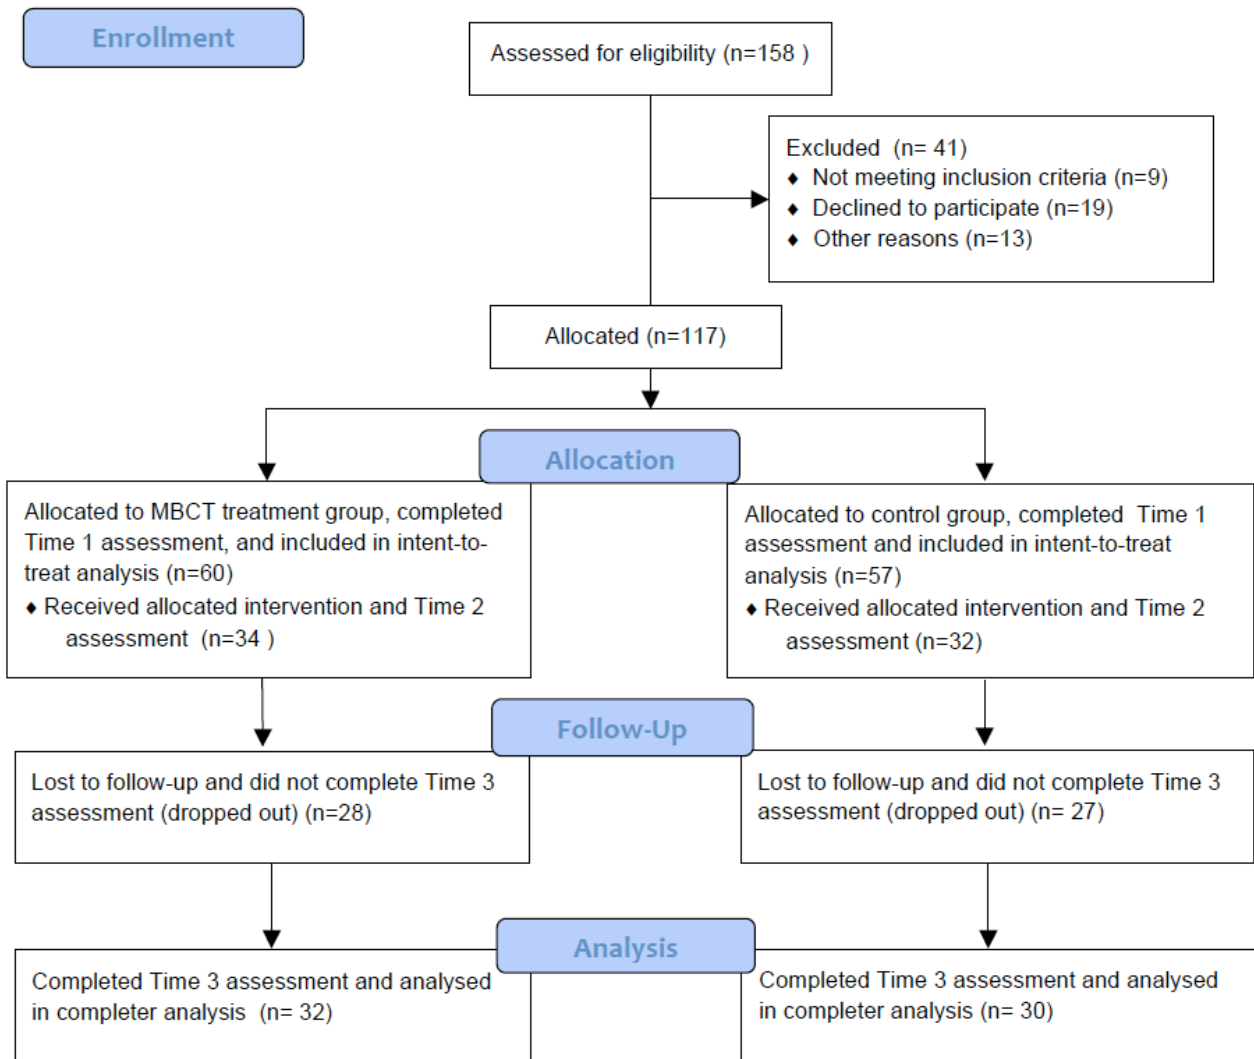 Enrollment
Assessed for eligibility (n=158 )
Excluded (n= 41)
♦ Not meeting inclusion criteria (n=9)
♦ Declined to participate (n=19)
♦ Other reasons (n=13)
Allocated (n=117)
Allocation
Allocated to MBCT treatment group, completed
Time 1 assessment, and included in intent-to-
treat analysis (n=60)
♦ Received allocated intervention and Time 2
assessment (n=34 )
Allocated to control group, completed Time 1
assessment and included in intent-to-treat
analysis (n=57)
♦ Received allocated intervention and Time 2
assessment (n=32)
Follow-Up
Lost to follow-up and did not complete Time 3
assessment (dropped out) (n=28)
Lost to follow-up and did not complete Time 3
assessment (dropped out) (n= 27)
Analysis
Completed Time 3 assessment and analysed
in completer analysis (n= 32)
Completed Time 3 assessment and analysed
in completer analysis (n= 30)